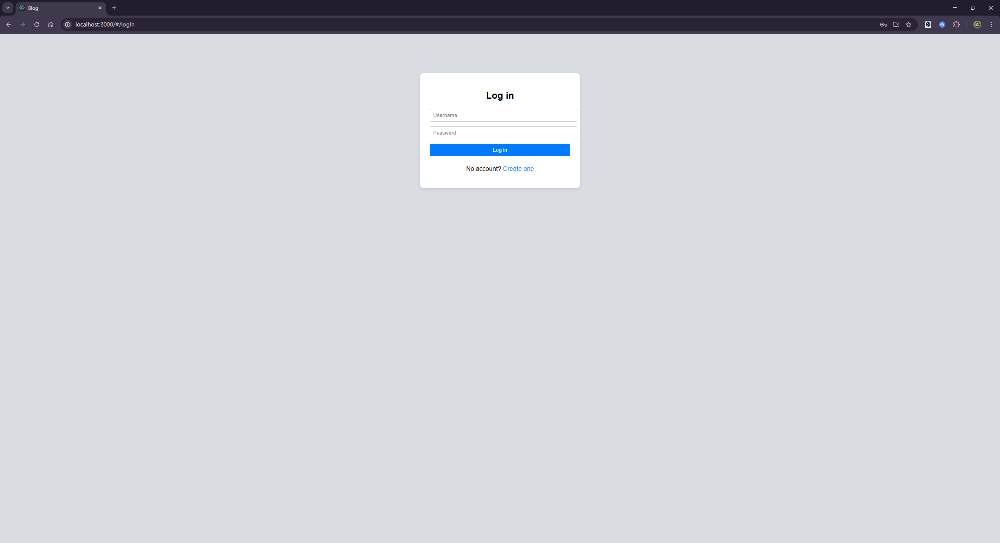 Blog
localhost:3000/#/login
Log in
Username
Password
Log in
No account? Create one